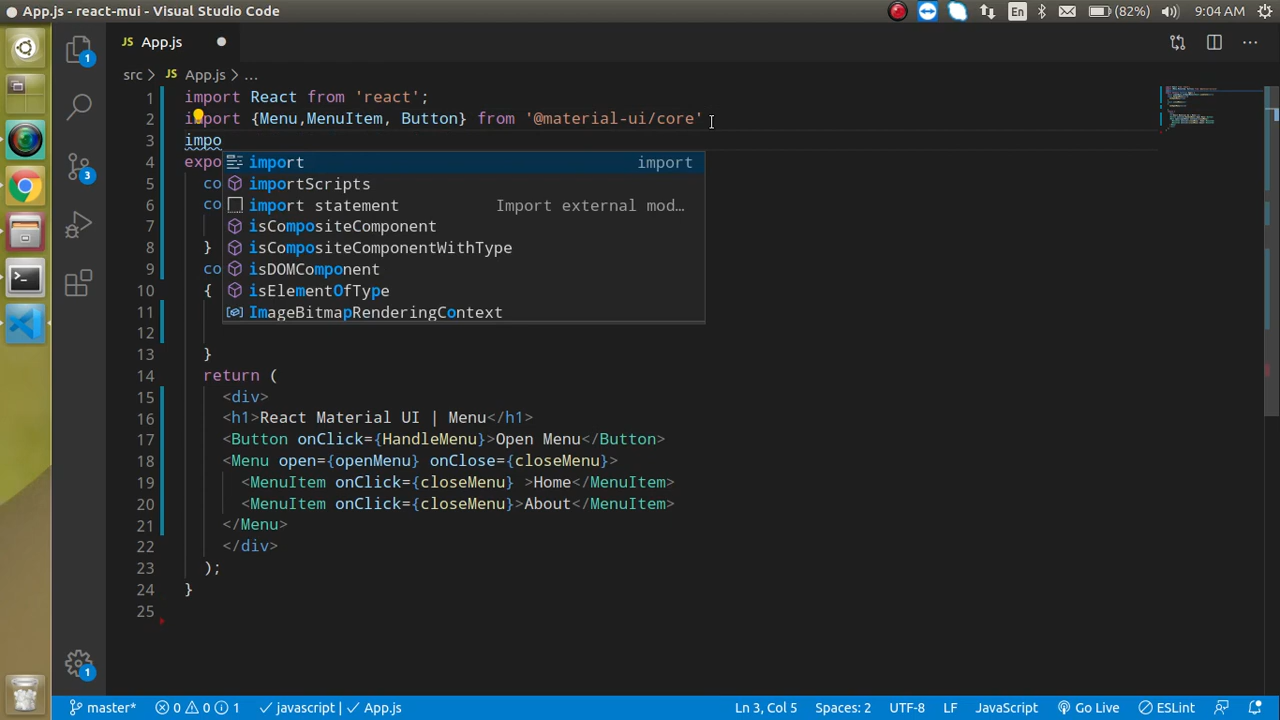 App.js - react-mui - Visual Studio Code
En
(82%)
9:04 AM
JS App.js
1
src > JS App.js > ...
1 import React from 'react';
2 import {Menu,MenuItem, Button} from '@material-ui/core'
3 impo
4 expo
import import
importScripts
import statement Import external mod…
isCompositeComponent
isCompositeComponentWithType
isDOMComponent
isElementOfType
ImageBitmapRenderingContext
5 co
6 co
7
8 }
9 co
10 {
11
12
13 }
14 return (
15 <div>
16 <h1>React Material UI | Menu</h1>
17 <Button onClick={HandleMenu}>Open Menu</Button>
18 <Menu open={openMenu} onClose={closeMenu}>
19 <MenuItem onClick={closeMenu} >Home</MenuItem>
20 <MenuItem onClick={closeMenu}>About</MenuItem>
21 </Menu>
22 </div>
23 );
24 }
25
3
1
master* 0 0 1 javascript | App.js
Ln 3, Col 5 Spaces: 2 UTF-8 LF JavaScript Go Live ESLint